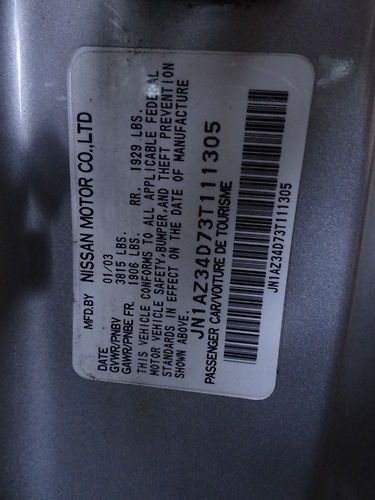 MFD.BY NISSAN MOTOR CO.,LTD
DATE 01/03
GVWR/PNBV 3815 LBS.
GAWR/PNBE FR. 1906 LBS. RR. 1929 LBS.
THIS VEHICLE CONFORMS TO ALL APPLICABLE FEDERAL
MOTOR VEHICLE SAFETY,BUMPER,AND THEFT PREVENTION
STANDARDS IN EFFECT ON THE DATE OF MANUFACTURE
SHOWN ABOVE.
JN1AZ34D73T111305
PASSENGER CAR/VOITURE DE TOURISME
JN1AZ34D73T111305